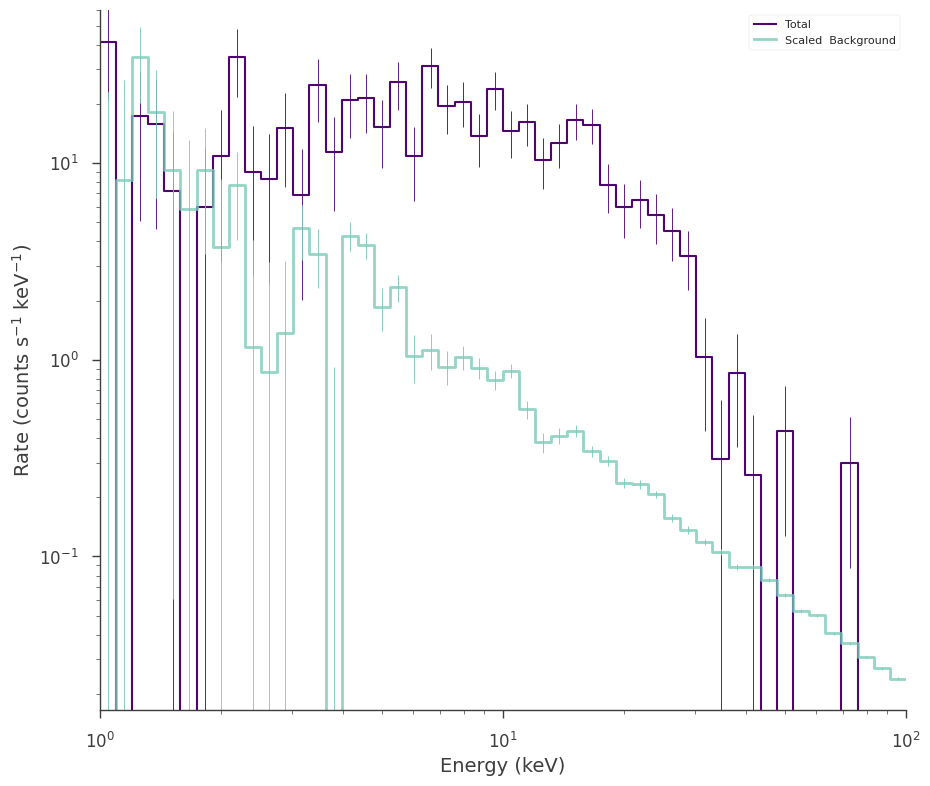 Total
Scaled  Background
10¹
10⁰
10⁻¹
Rate (counts s⁻¹ keV⁻¹)
10⁰
10¹
10²
Energy (keV)